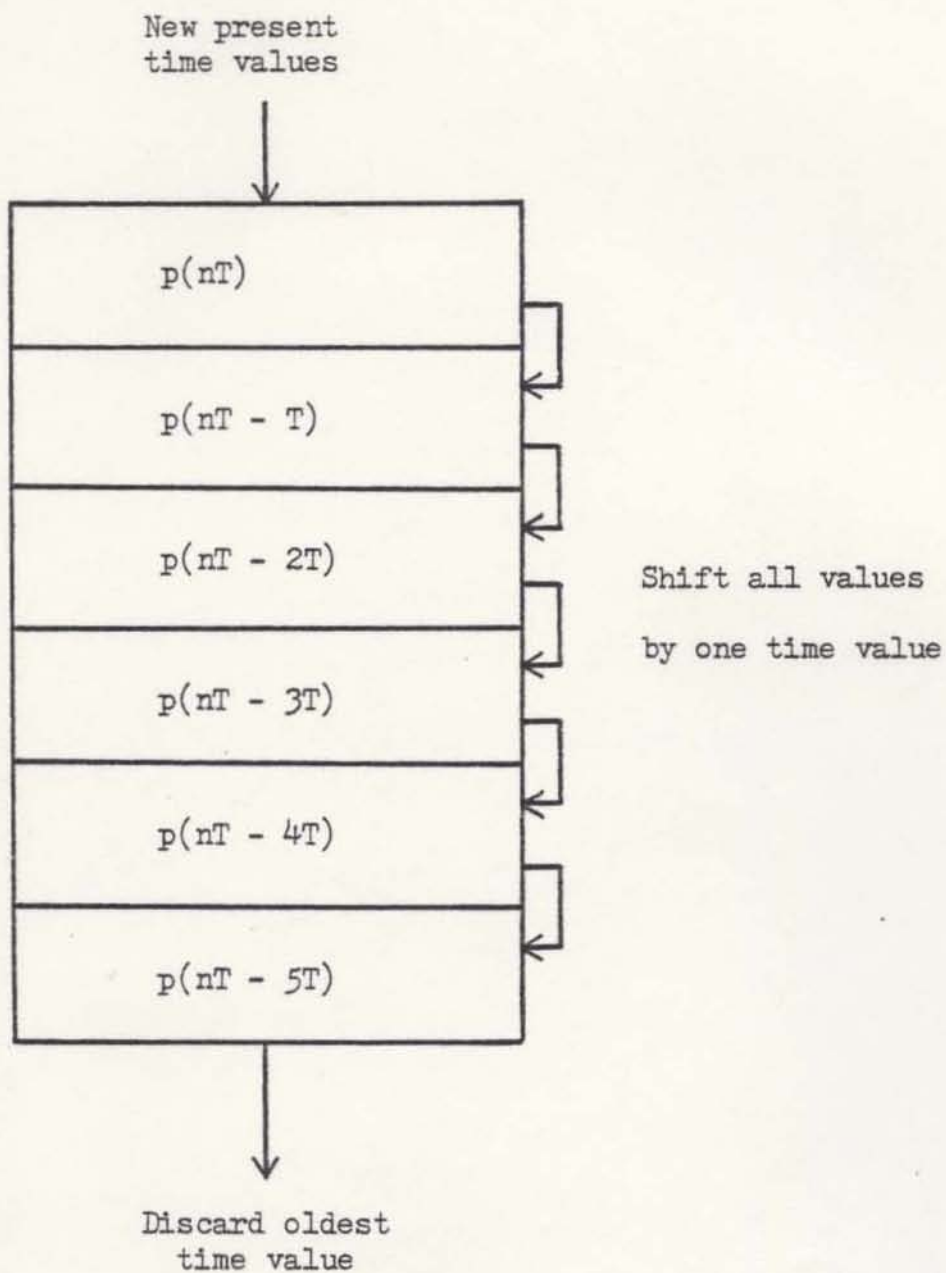 New present
time values
p(nT)
p(nT - T)
p(nT - 2T)
Shift all values
by one time value
p(nT - 3T)
p(nT - 4T)
p(nT - 5T)
Discard oldest
time value